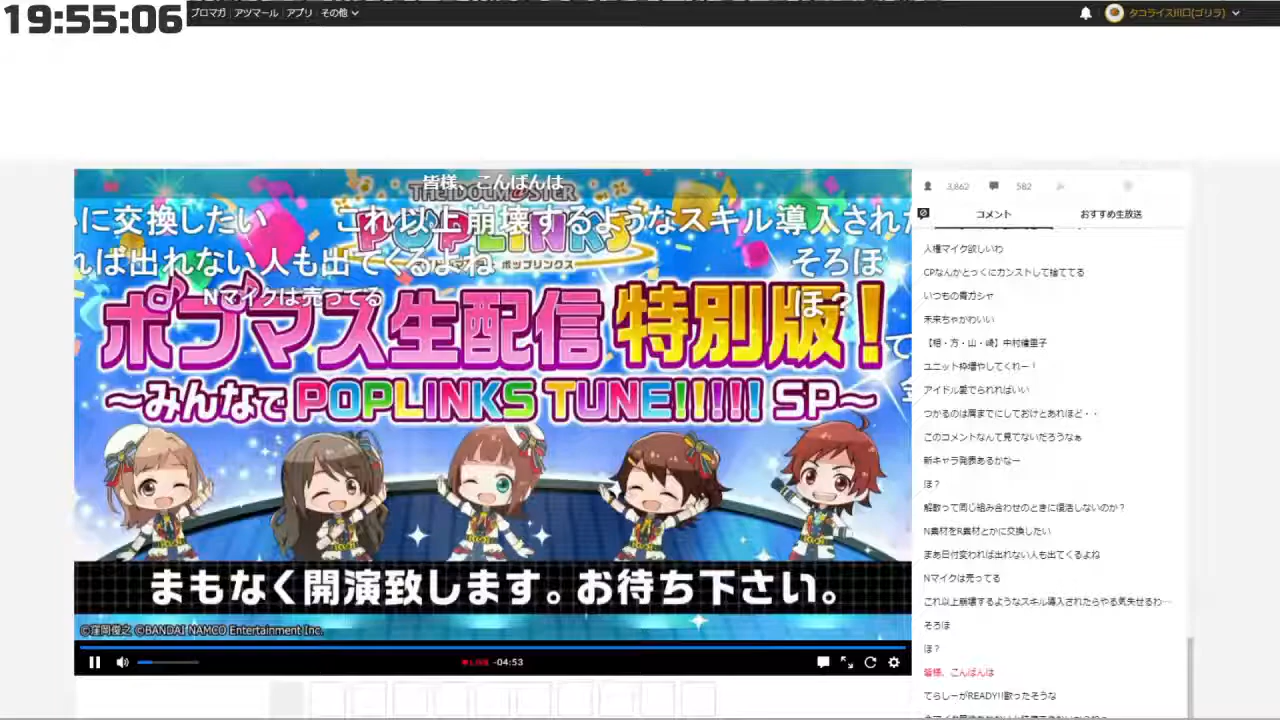 19:55:06
ブロマガ アツマール アプリ その他
タコライス川口(ゴリラ)
3,862 582
コメント おすすめ生放送
皆様、こんばんは
THE IDOLM@STER
に交換したい これ以上崩壊するようなスキル導入された
POPLINKS
れば出れない人も出てくるよね そろほ
ポップリンクス
Nマイクは売ってる ほ?
ポプマス生配信 特別版!
~みんなでPOPLINKS TUNE!!!!! SP~
まもなく開演致します。お待ち下さい。
©窪岡俊之 ©BANDAI NAMCO Entertainment Inc.
LIVE -04:53
人権マイク欲しいわ
CPなんかとっくにカンストして捨ててる
いつもの青ガシャ
未来ちゃかわいい
【相・方・山・崎】中村繪里子
ユニット枠増やしてくれー!
アイドル愛でられればいい
つかるのは肩までにしておけとあれほど・・
このコメントなんて見てないだろうなぁ
新キャラ発表あるかなー
ほ?
解散って同じ組み合わせのときに復活しないのか?
N素材をR素材とかに交換したい
まあ日付変われば出れない人も出てくるよね
Nマイクは売ってる
これ以上崩壊するようなスキル導入されたらやる気失せるわ…
そろほ
ほ?
皆様、こんばんは
てらしーがREADY!!歌ったそうな